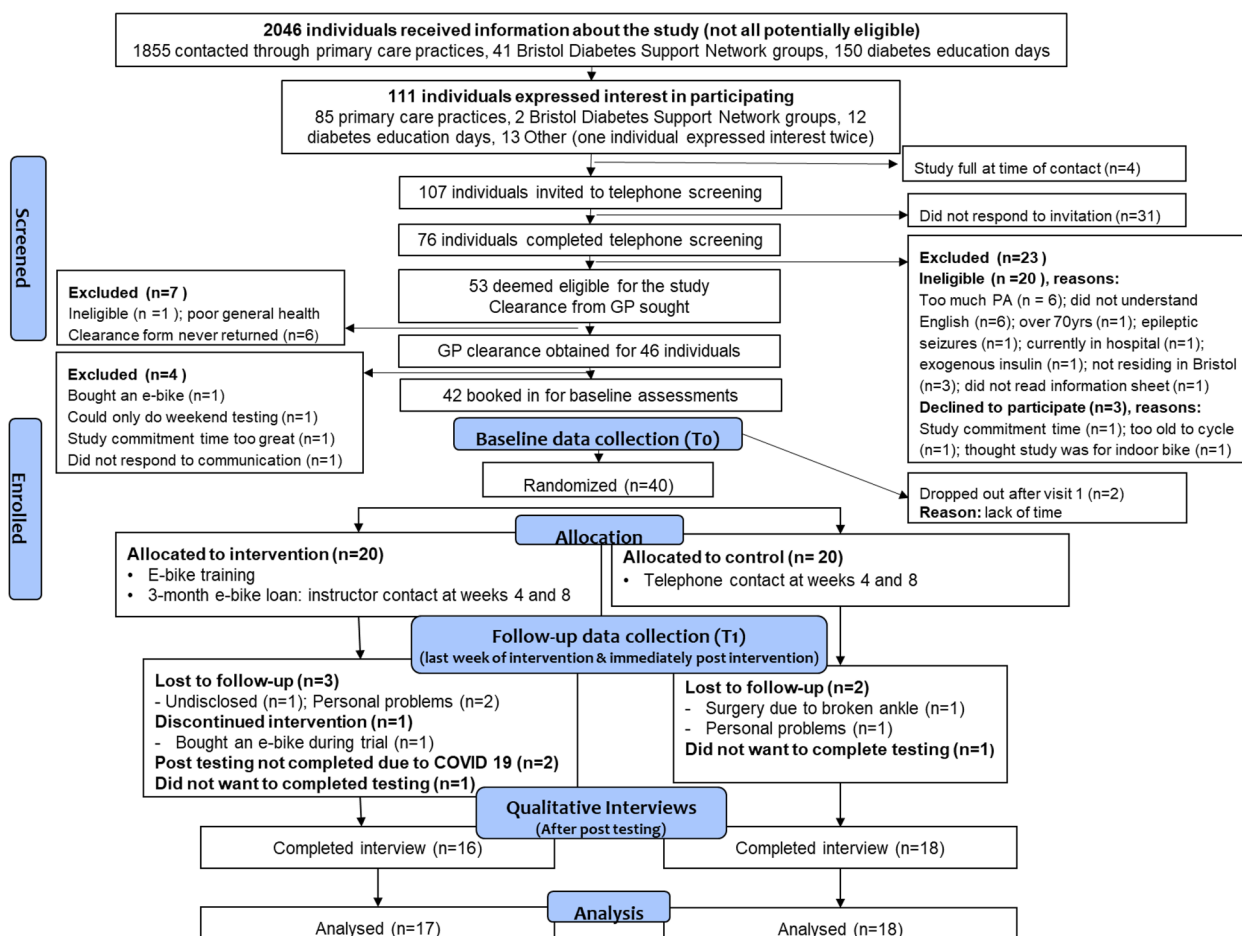 2046 individuals received information about the study (not all potentially eligible)
1855 contacted through primary care practices, 41 Bristol Diabetes Support Network groups, 150 diabetes education days
111 individuals expressed interest in participating
85 primary care practices, 2 Bristol Diabetes Support Network groups, 12
diabetes education days, 13 Other (one individual expressed interest twice)
Screened
Study full at time of contact (n=4)
107 individuals invited to telephone screening
Did not respond to invitation (n=31)
76 individuals completed telephone screening
Excluded (n=23)
Ineligible (n =20), reasons:
Too much PA (n = 6); did not understand
English (n=6); over 70yrs (n=1); epileptic
seizures (n=1); currently in hospital (n=1);
exogenous insulin (n=1); not residing in Bristol
(n=3); did not read information sheet (n=1)
Declined to participate (n=3), reasons:
Study commitment time (n=1); too old to cycle
(n=1); thought study was for indoor bike (n=1)
53 deemed eligible for the study
Clearance from GP sought
Excluded (n=7 )
Ineligible (n =1 ); poor general health
Clearance form never returned (n=6)
GP clearance obtained for 46 individuals
Excluded (n=4)
Bought an e-bike (n=1)
Could only do weekend testing (n=1)
Study commitment time too great (n=1)
Did not respond to communication (n=1)
42 booked in for baseline assessments
Enrolled
Baseline data collection (T0)
Dropped out after visit 1 (n=2)
Reason: lack of time
Randomized (n=40)
Allocation
Allocated to intervention (n=20)
• E-bike training
• 3-month e-bike loan: instructor contact at weeks 4 and 8
Allocated to control (n= 20)
• Telephone contact at weeks 4 and 8
Follow-up data collection (T1)
(last week of intervention & immediately post intervention)
Lost to follow-up (n=3)
- Undisclosed (n=1); Personal problems (n=2)
Discontinued intervention (n=1)
- Bought an e-bike during trial (n=1)
Post testing not completed due to COVID 19 (n=2)
Did not want to completed testing (n=1)
Lost to follow-up (n=2)
- Surgery due to broken ankle (n=1)
- Personal problems (n=1)
Did not want to complete testing (n=1)
Qualitative Interviews
(After post testing)
Completed interview (n=16)
Completed interview (n=18)
Analysis
Analysed (n=17)
Analysed (n=18)